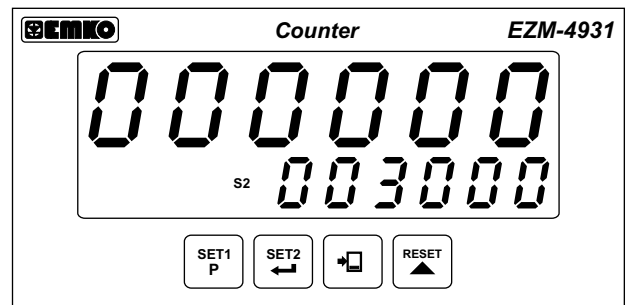 EMKO Counter EZM-4931
000000
S2 003000
SET1 SET2 RESET
P